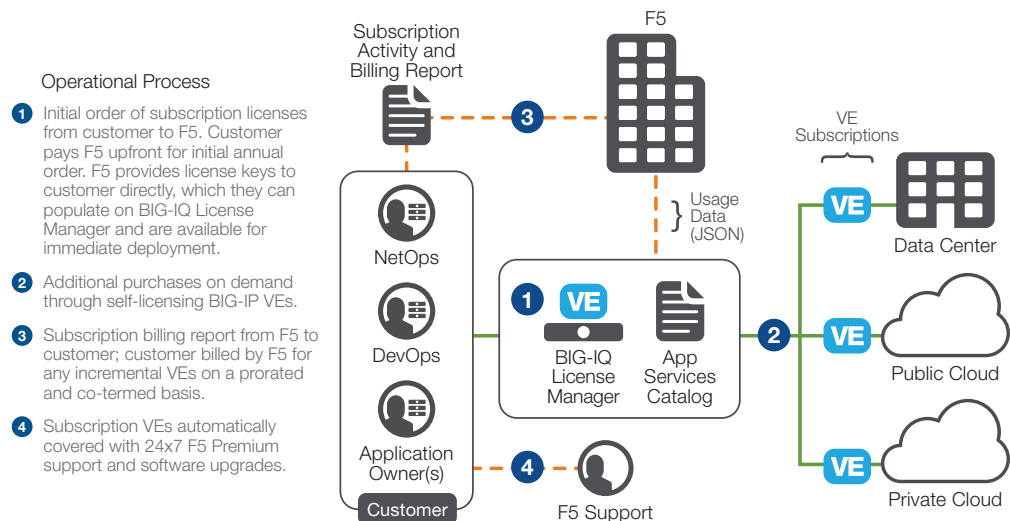 Operational Process
1
Initial order of subscription licenses
from customer to F5. Customer
pays F5 upfront for initial annual
order. F5 provides license keys to
customer directly, which they can
populate on BIG-IQ License
Manager and are available for
immediate deployment.
2
Additional purchases on demand
through self-licensing BIG-IP VEs.
3
Subscription billing report from F5 to
customer; customer billed by F5 for
any incremental VEs on a prorated
and co-termed basis.
4
Subscription VEs automatically
covered with 24x7 F5 Premium
support and software upgrades.
Subscription
Activity and
Billing Report
3
F5
Usage
Data
(JSON)
NetOps
DevOps
Application
Owner(s)
Customer
1
VE
BIG-IQ
License
Manager
App
Services
Catalog
4
F5 Support
2
VE
Subscriptions
VE
Data Center
VE
Public Cloud
VE
Private Cloud